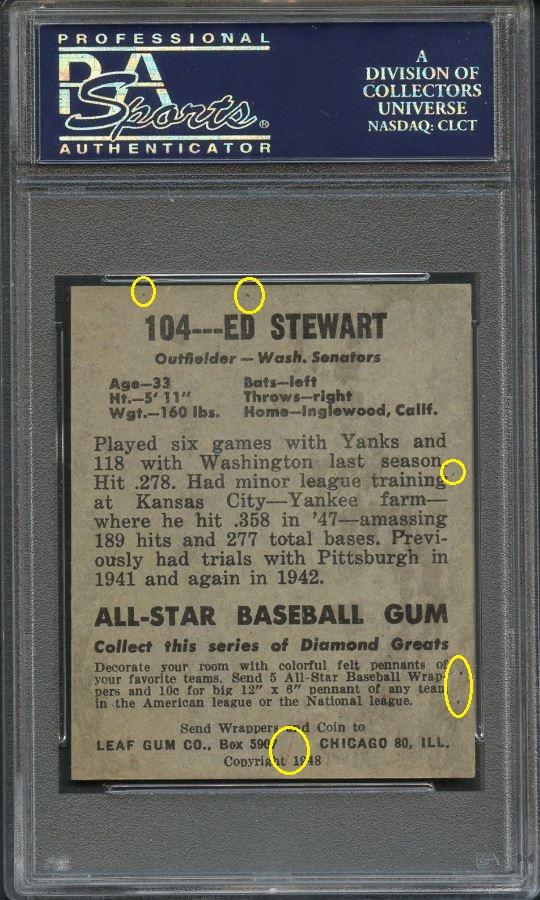 PROFESSIONAL
PSA
Sports®
AUTHENTICATOR
A
DIVISION OF
COLLECTORS
UNIVERSE
NASDAQ: CLCT
104---ED STEWART
Outfielder — Wash. Senators
Age—33 Bats—left
Ht.—5' 11" Throws—right
Wgt.—160 lbs. Home—Inglewood, Calif.
Played six games with Yanks and
118 with Washington last season.
Hit .278. Had minor league training
at Kansas City—Yankee farm—
where he hit .358 in '47—amassing
189 hits and 277 total bases. Previ-
ously had trials with Pittsburgh in
1941 and again in 1942.
ALL-STAR BASEBALL GUM
Collect this series of Diamond Greats
Decorate your room with colorful felt pennants of
your favorite teams. Send 5 All-Star Baseball Wrap-
pers and 10c for big 12" x 6" pennant of any team
in the American league or the National league.
Send Wrappers and Coin to
LEAF GUM CO., Box 5907 CHICAGO 80, ILL.
Copyright 1948